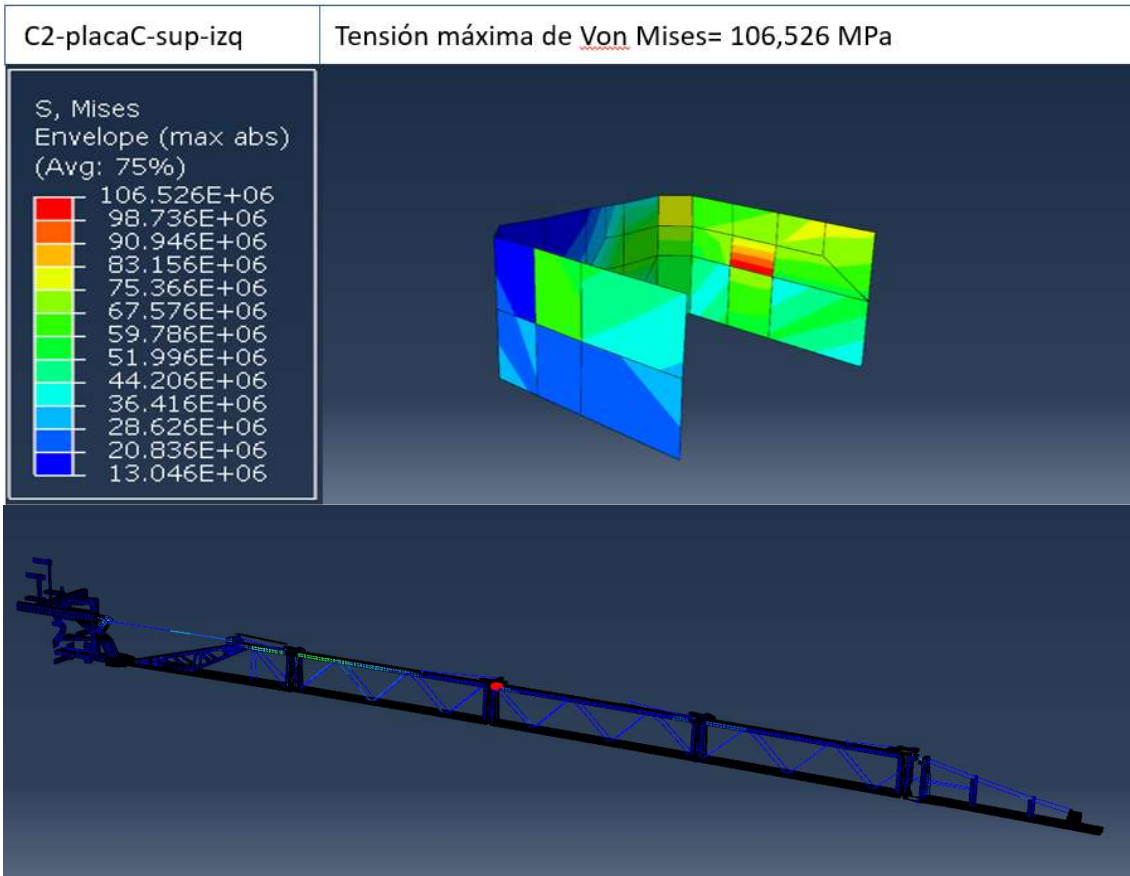 C2-placaC-sup-izq
Tensión máxima de Von Mises= 106,526 MPa
S, Mises
Envelope (max abs)
(Avg: 75%)
106.526E+06
98.736E+06
90.946E+06
83.156E+06
75.366E+06
67.576E+06
59.786E+06
51.996E+06
44.206E+06
36.416E+06
28.626E+06
20.836E+06
13.046E+06